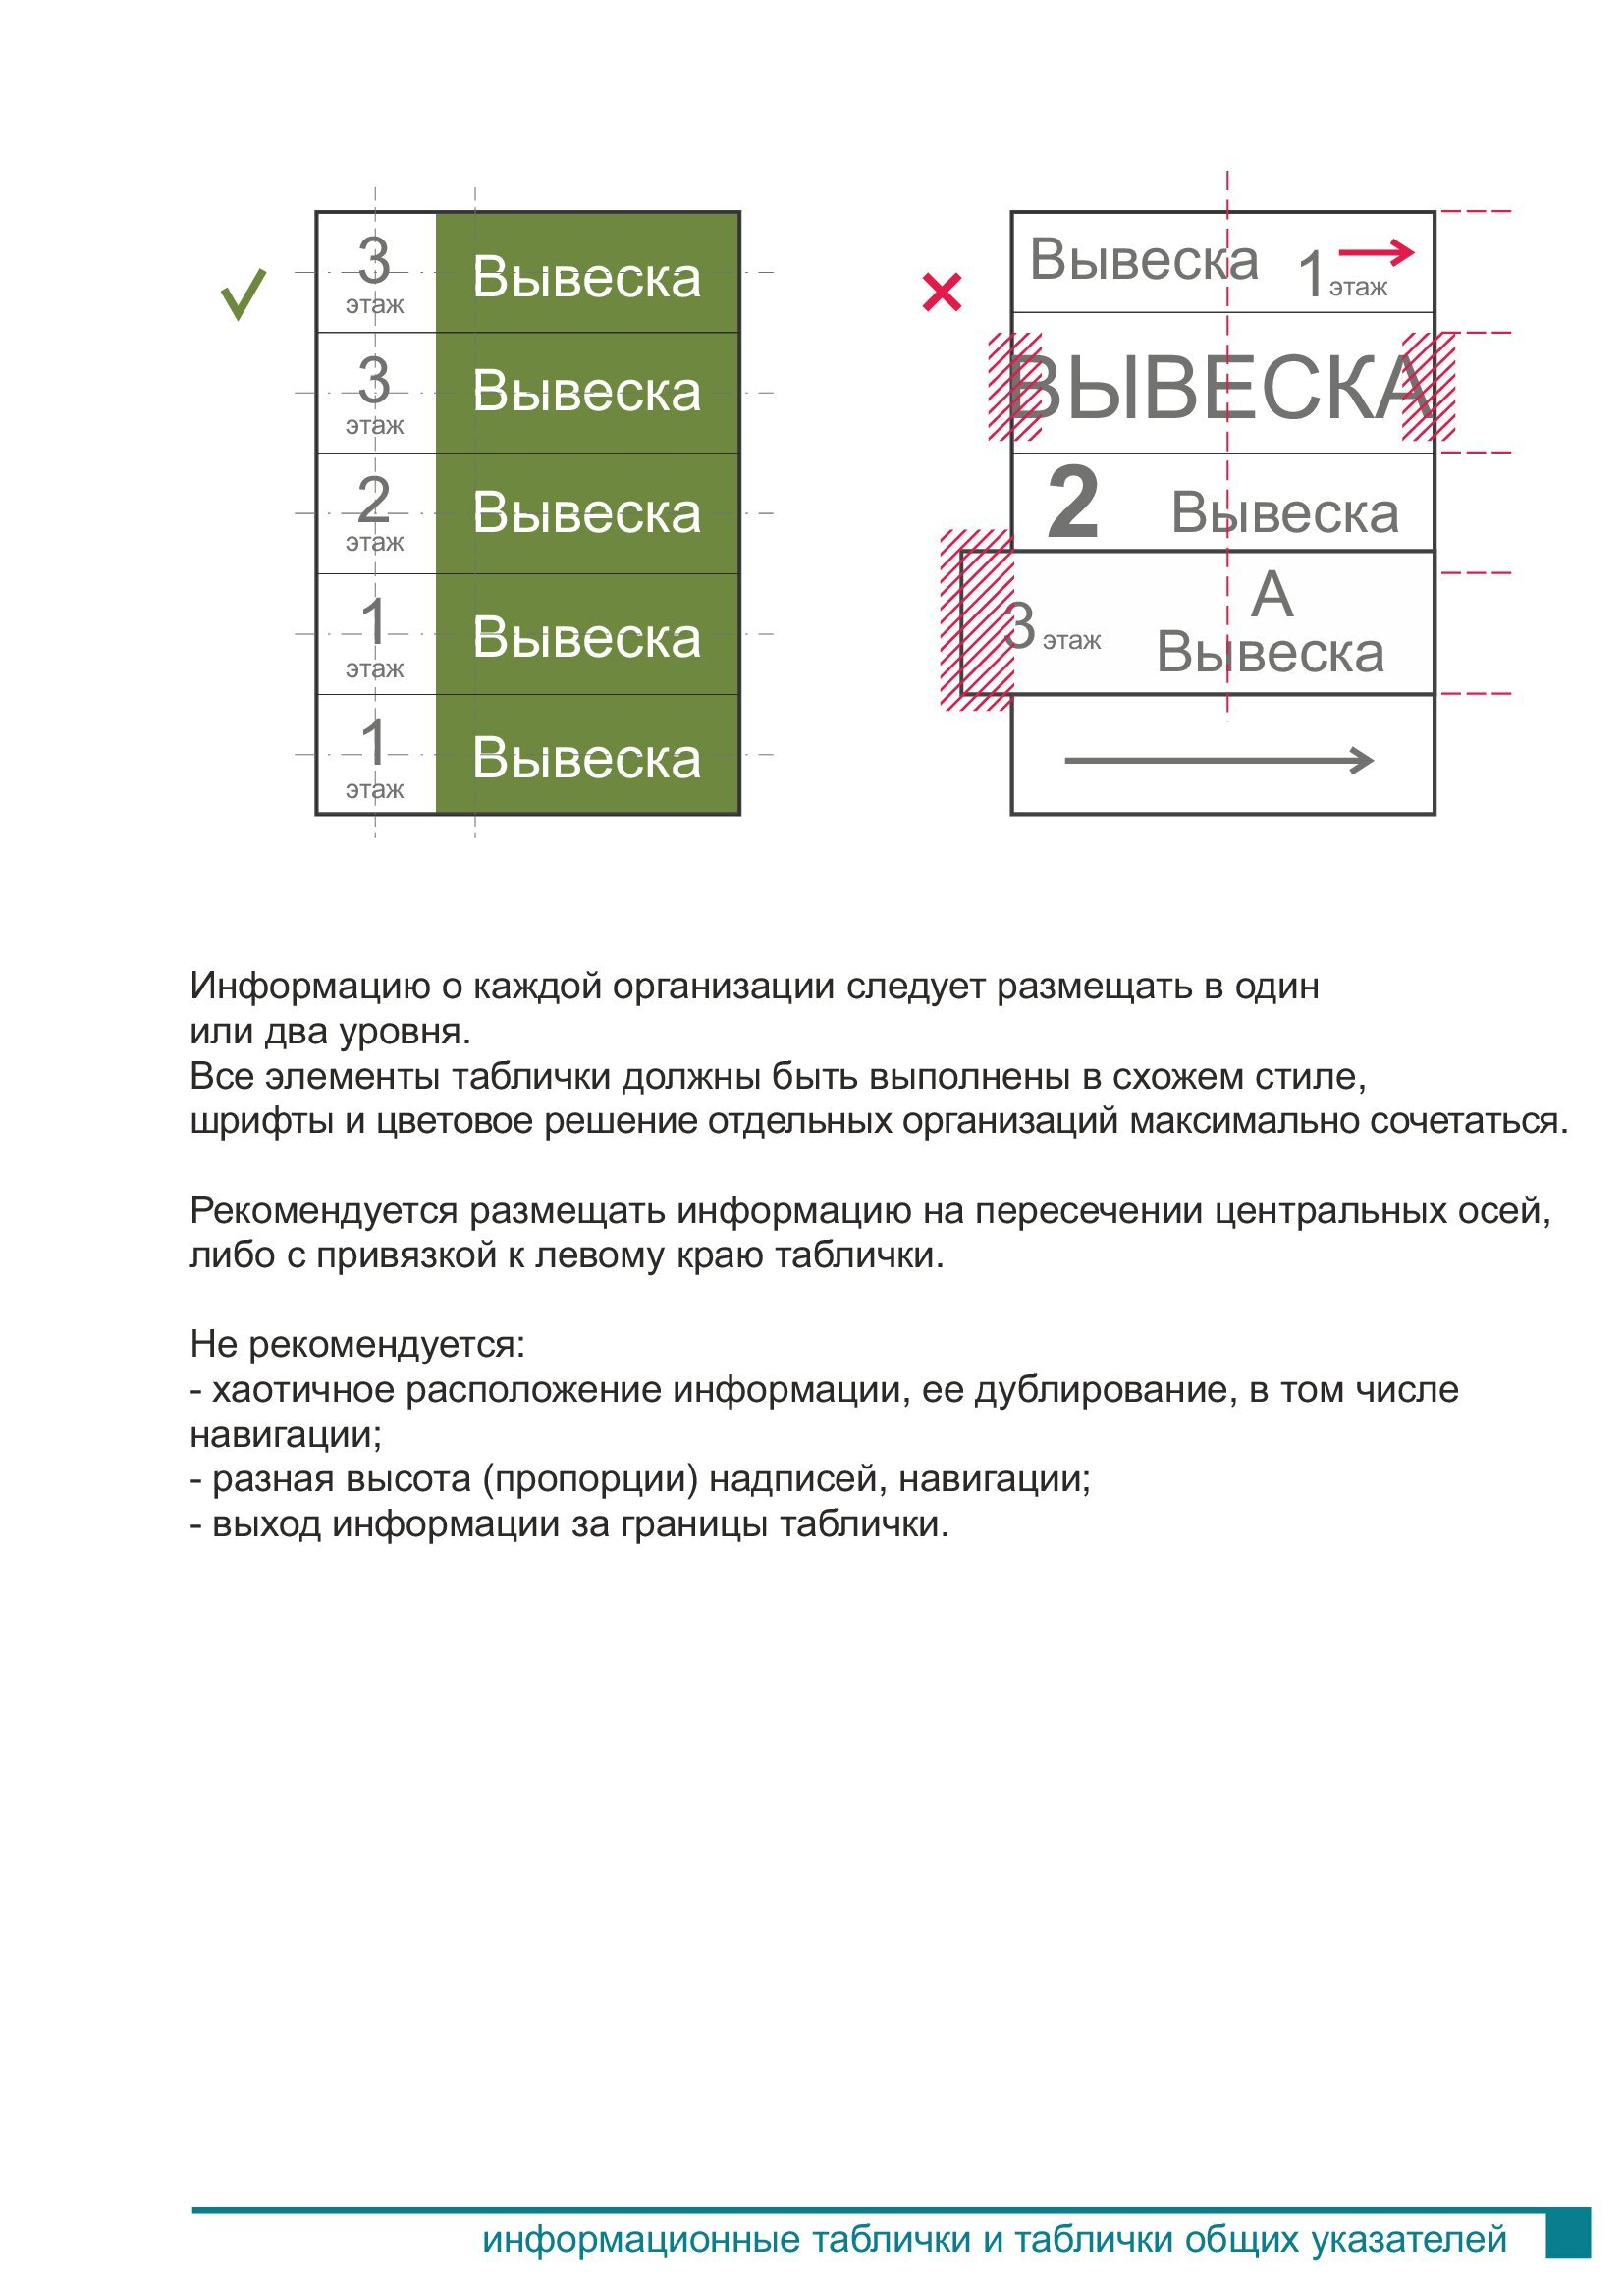 3
этаж
Вывеска
3
этаж
Вывеска
2
этаж
Вывеска
1
этаж
Вывеска
1
этаж
Вывеска
Вывеска 1 этаж
ВЫВЕСКА
2 Вывеска
3 этаж
А
Вывеска
Информацию о каждой организации следует размещать в один
или два уровня.
Все элементы таблички должны быть выполнены в схожем стиле,
шрифты и цветовое решение отдельных организаций максимально сочетаться.
Рекомендуется размещать информацию на пересечении центральных осей,
либо с привязкой к левому краю таблички.
Не рекомендуется:
- хаотичное расположение информации, ее дублирование, в том числе
навигации;
- разная высота (пропорции) надписей, навигации;
- выход информации за границы таблички.
информационные таблички и таблички общих указателей